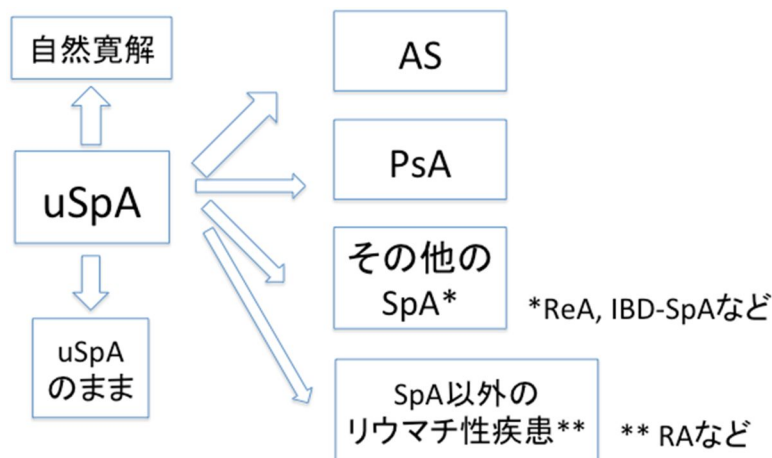 自然寛解
uSpA
uSpA
のまま
AS
PsA
その他の
SpA*
*ReA, IBD-SpAなど
SpA以外の
リウマチ性疾患**
** RAなど